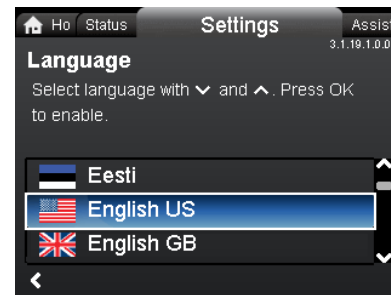 Ho Status Settings Assist
3.1.19.1.0.0
Language
Select language with and . Press OK
to enable.
Eesti
English US
English GB